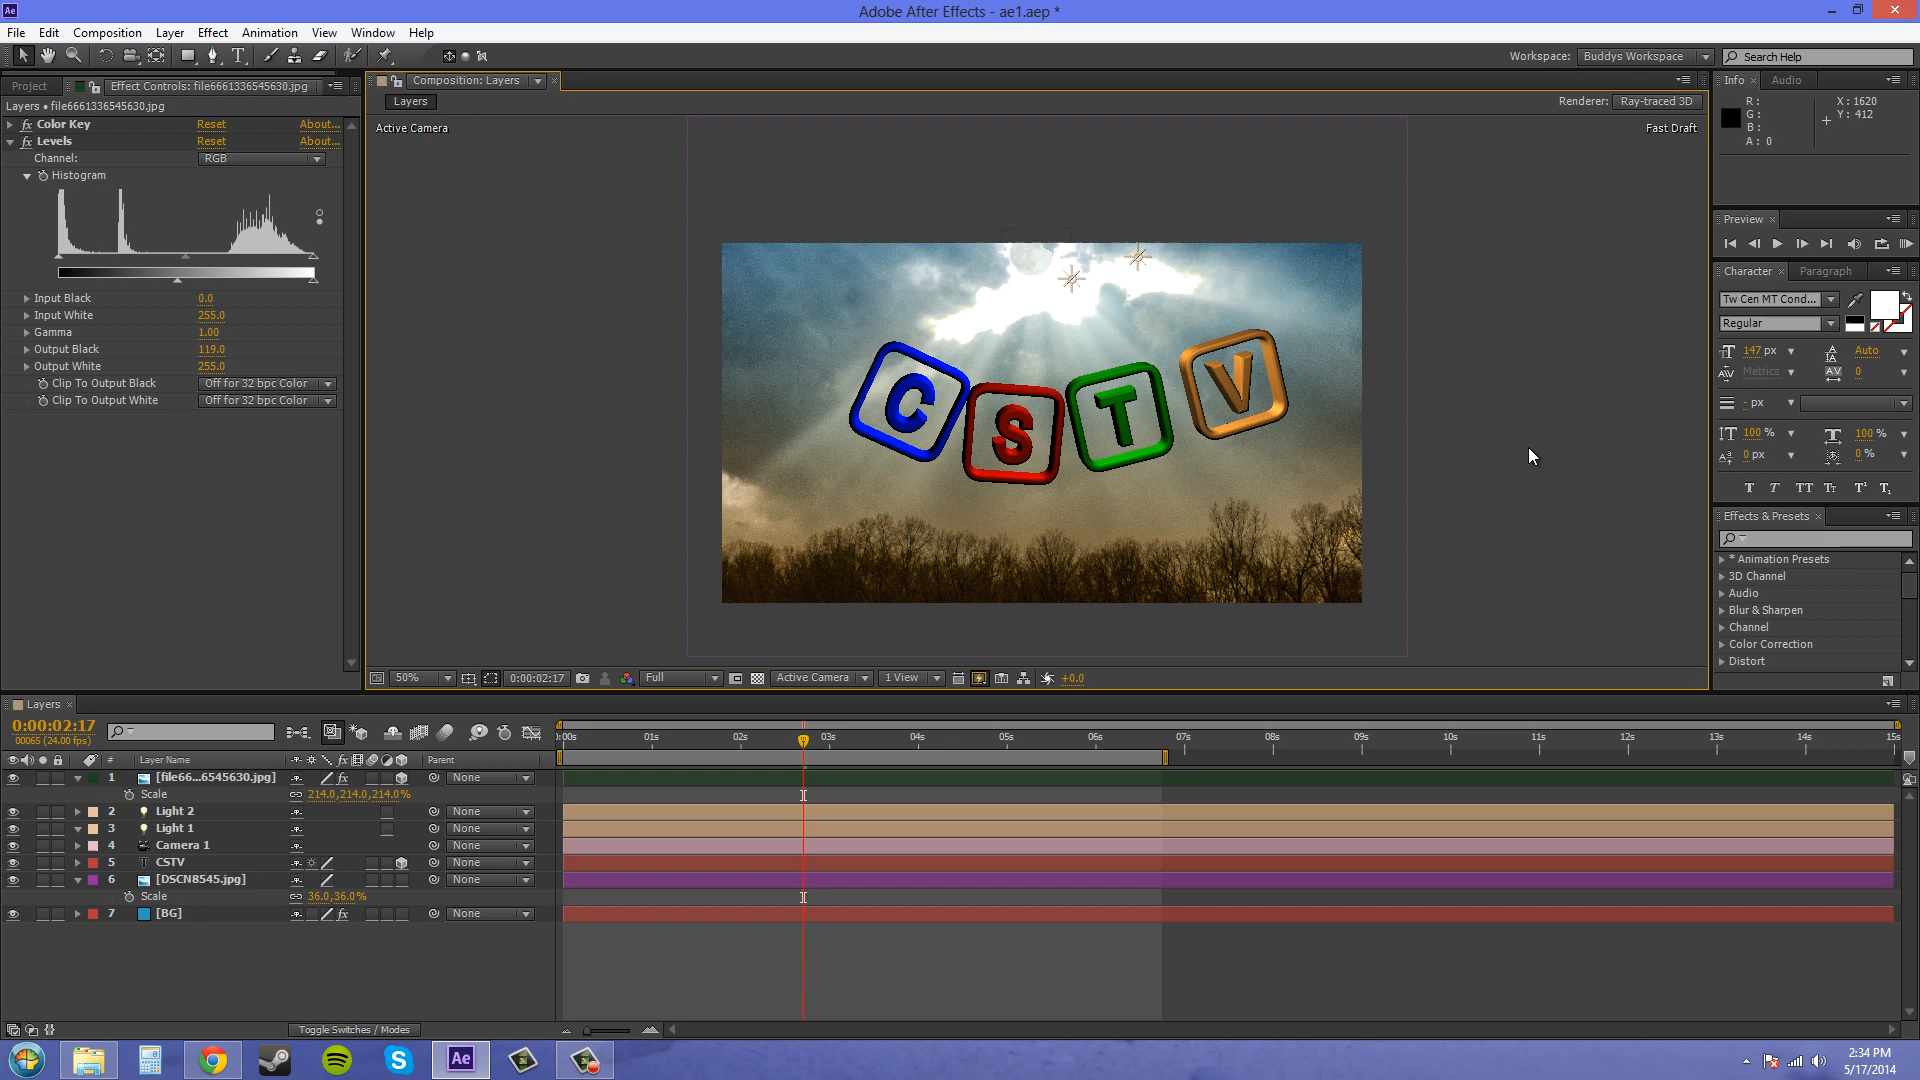 Ae
Adobe After Effects - ae1.aep *
File Edit Composition Layer Effect Animation View Window Help
Workspace: Buddys Workspace Search Help
Project Effect Controls: file6661336545630.jpg
Layers • file6661336545630.jpg
fx Color Key Reset About...
fx Levels Reset About...
Channel: RGB
Histogram
Input Black 0.0
Input White 255.0
Gamma 1.00
Output Black 119.0
Output White 255.0
Clip To Output Black Off for 32 bpc Color
Clip To Output White Off for 32 bpc Color
Composition: Layers
Layers
Renderer: Ray-traced 3D
Active Camera
Fast Draft
C S T V
50% 0:00:02:17 Full Active Camera 1 View +0.0
Info Audio
R:
G:
B:
A: 0
X: 1620
Y: 412
Preview
Character Paragraph
Tw Cen MT Cond...
Regular
147 px Auto
Metrics 0
- px
100 % 100 %
0 px 0 %
T T TT Tt T¹ T₁
Effects & Presets
* Animation Presets
3D Channel
Audio
Blur & Sharpen
Channel
Color Correction
Distort
Layers
0:00:02:17
00065 (24.00 fps)
# Layer Name fx Parent
):00s 01s 02s 03s 04s 05s 06s 07s 08s 09s 10s 11s 12s 13s 14s 15s
1 [file66...6545630.jpg] fx None
Scale 214.0,214.0,214.0%
2 Light 2 None
3 Light 1 None
4 Camera 1 None
5 T CSTV None
6 [DSCN8545.jpg] None
Scale 36.0,36.0%
7 [BG] fx None
Toggle Switches / Modes
Ae
2:34 PM
5/17/2014